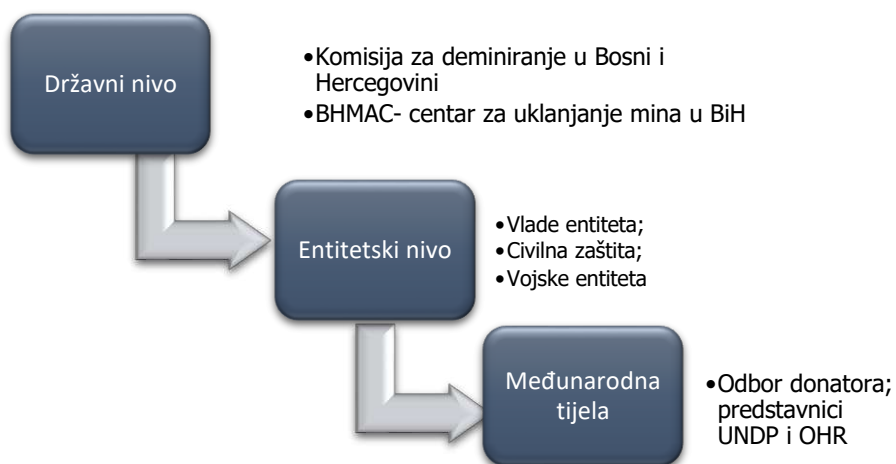 Državni nivo
•Komisija za deminiranje u Bosni i
Hercegovini
•BHMAC- centar za uklanjanje mina u BiH
Entitetski nivo
•Vlade entiteta;
•Civilna zaštita;
•Vojske entiteta
Međunarodna
tijela
•Odbor donatora;
predstavnici
UNDP i OHR